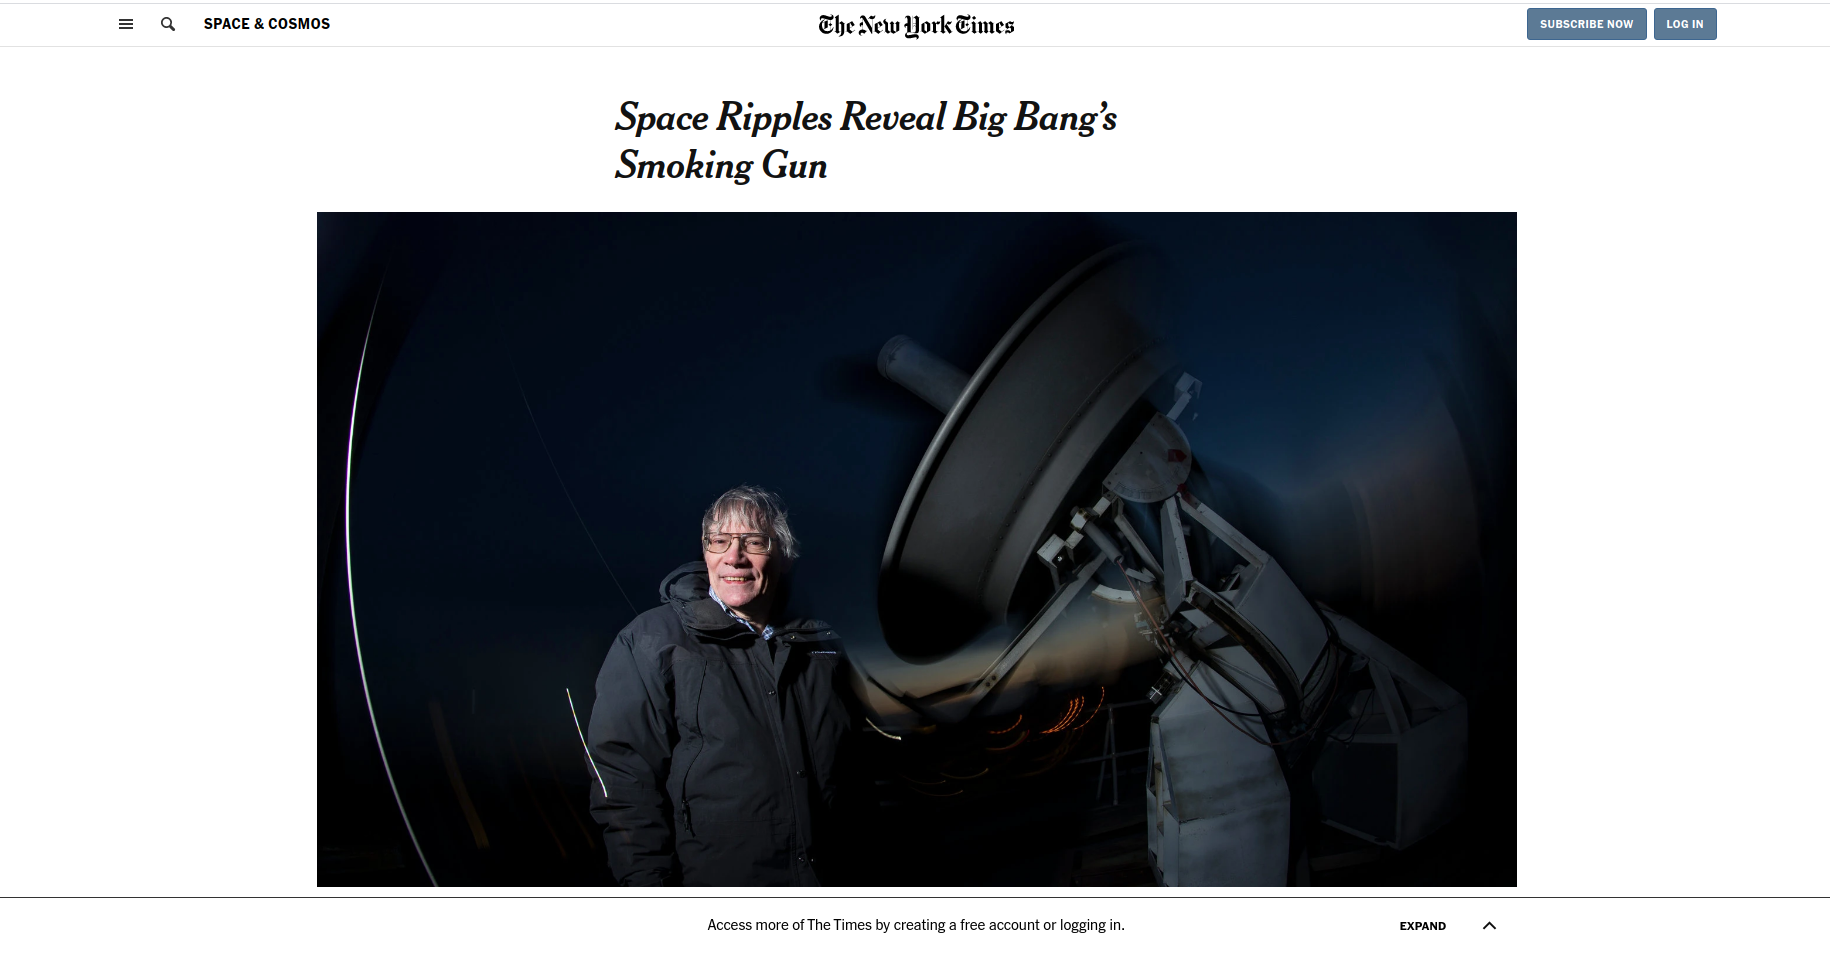 SPACE & COSMOS
The New York Times
SUBSCRIBE NOW
LOG IN
Space Ripples Reveal Big Bang’s
Smoking Gun
Access more of The Times by creating a free account or logging in.
EXPAND